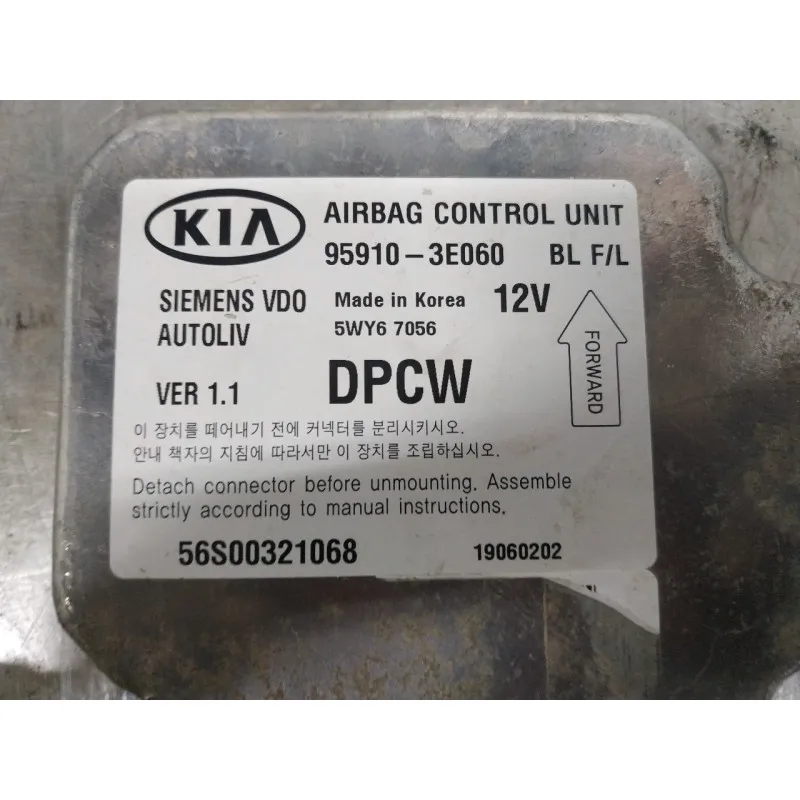 KIA AIRBAG CONTROL UNIT
95910-3E060 BL F/L
SIEMENS VDO Made in Korea 12V
AUTOLIV 5WY6 7056
FORWARD
VER 1.1 DPCW
이 장치를 떼어내기 전에 커넥터를 분리시키시오.
안내 책자의 지침에 따라서만 이 장치를 조립하십시오.
Detach connector before unmounting. Assemble
strictly according to manual instructions.
56S00321068 19060202